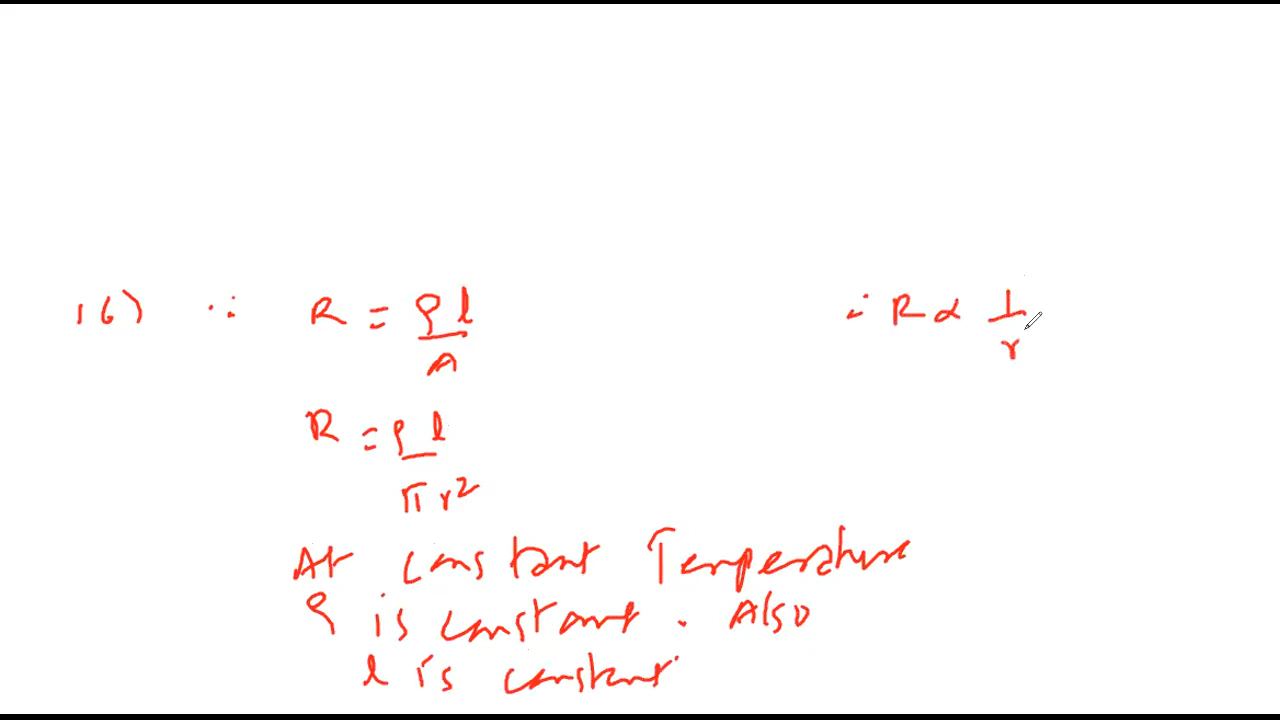 16) ∵ R = ρl/A
∴ R ∝ 1/r
R = ρl/πr²
At constant Temperature
ρ is constant. Also
l is constant